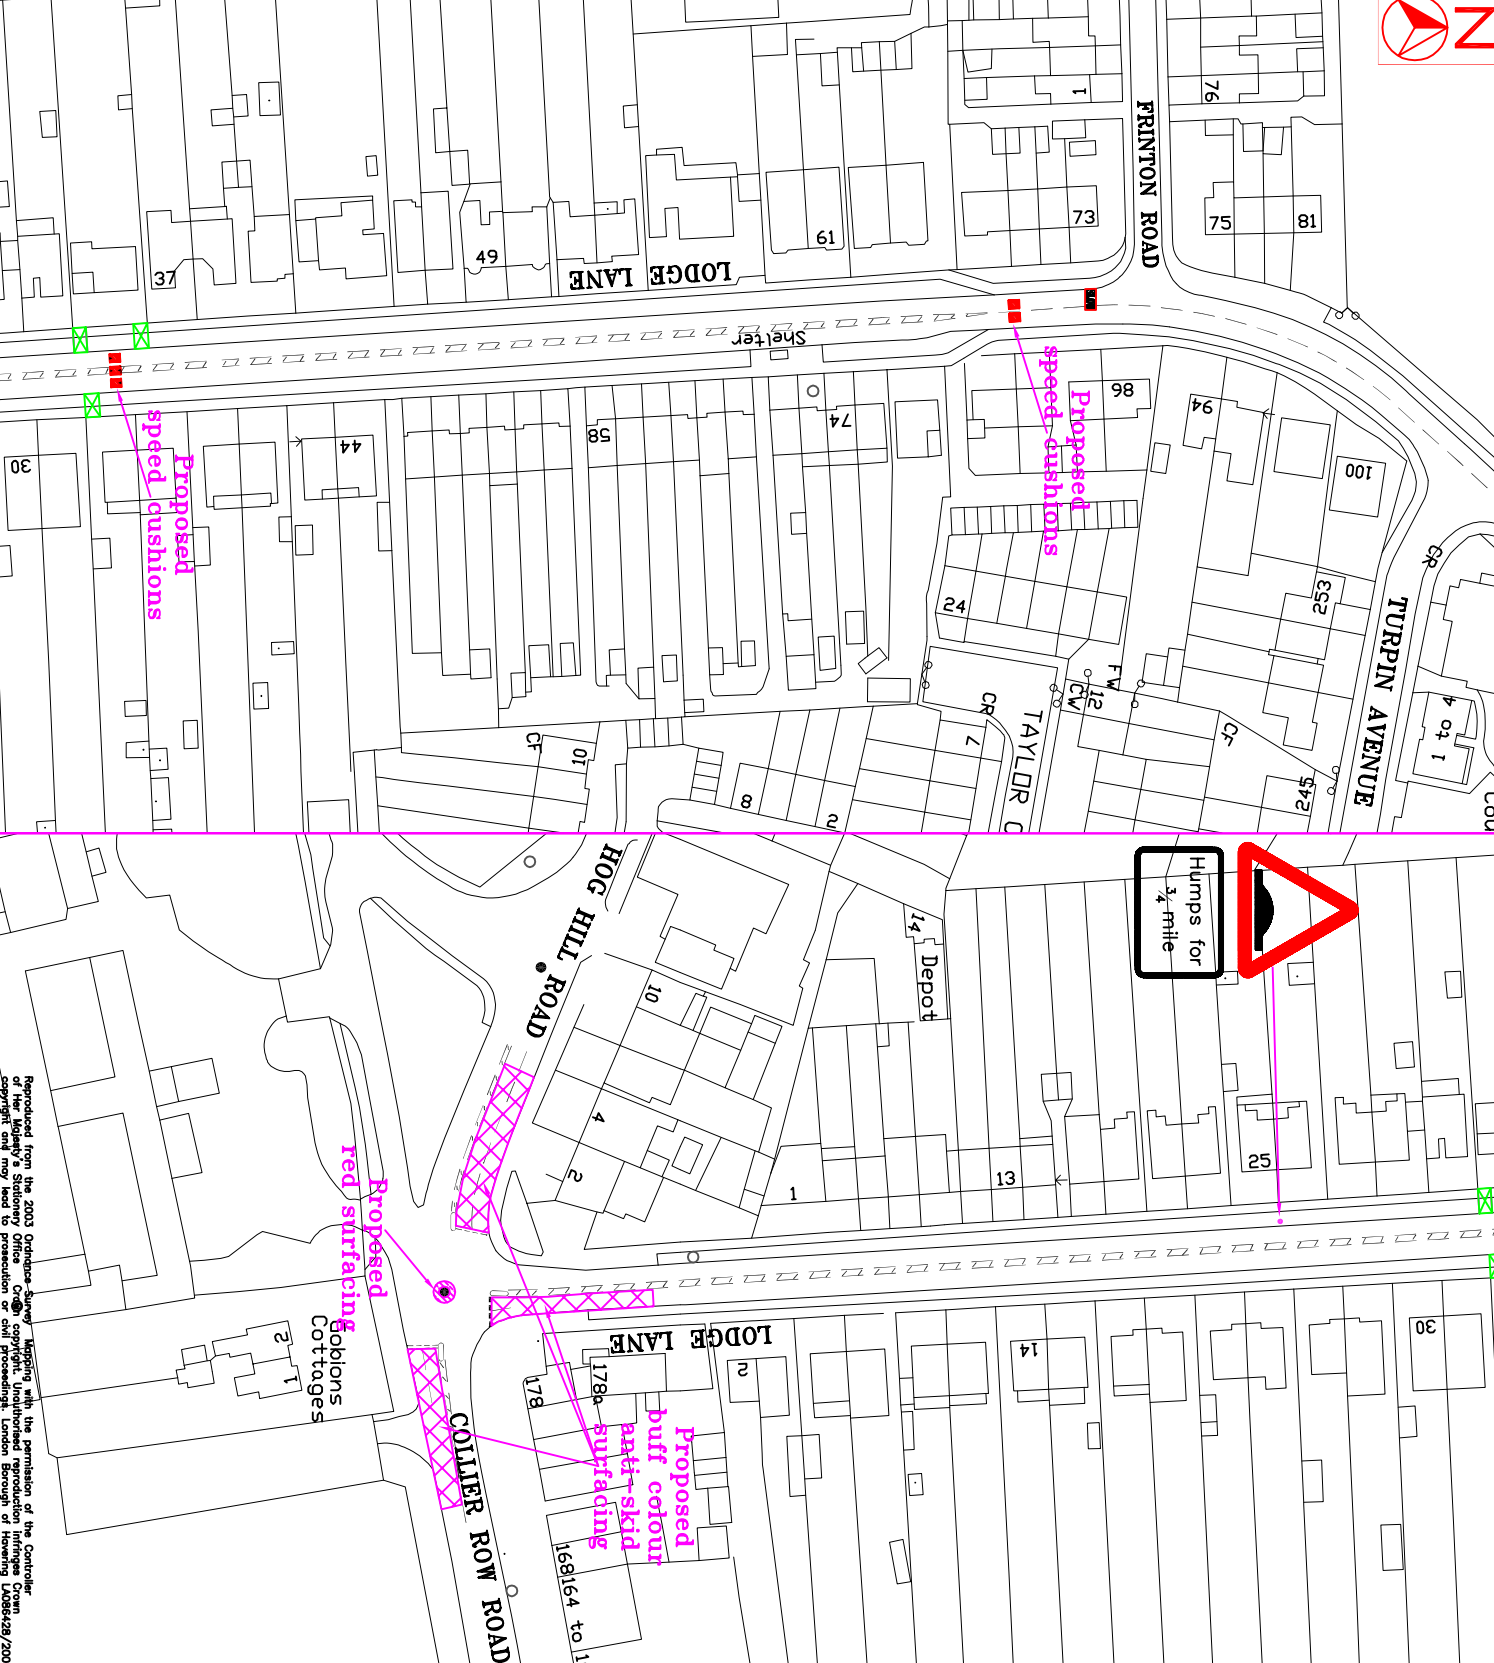 N
76
1
FRINTON ROAD
73
75
81
61
49
37
LODGE LANE
Shelter
86
94
74
58
44
30
100
Proposed
speed cushions
Proposed
speed cushions
CR
253
TURPIN AVENUE
24
FW
12
CW
CR
TAYLOR C
7
CF
1 to 4
245
CF
10
8
2
HOG HILL ROAD
Humps for
¾ mile
14
Depot
10
4
2
1
13
25
Proposed
red surfacing
LODGE LANE
2
14
30
Gobions
Cottages
2
1
178
178a
Proposed
buff colour
anti-skid
surfacing
COLLIER ROW ROAD
168
164 to 1
Reproduced from the 2003 Ordnance Survey Mapping with the permission of the Controller
of Her Majesty's Stationery Office Crown copyright. Unauthorised reproduction infringes Crown
copyright and may lead to prosecution or civil proceedings. London Borough of Havering LA086428/200